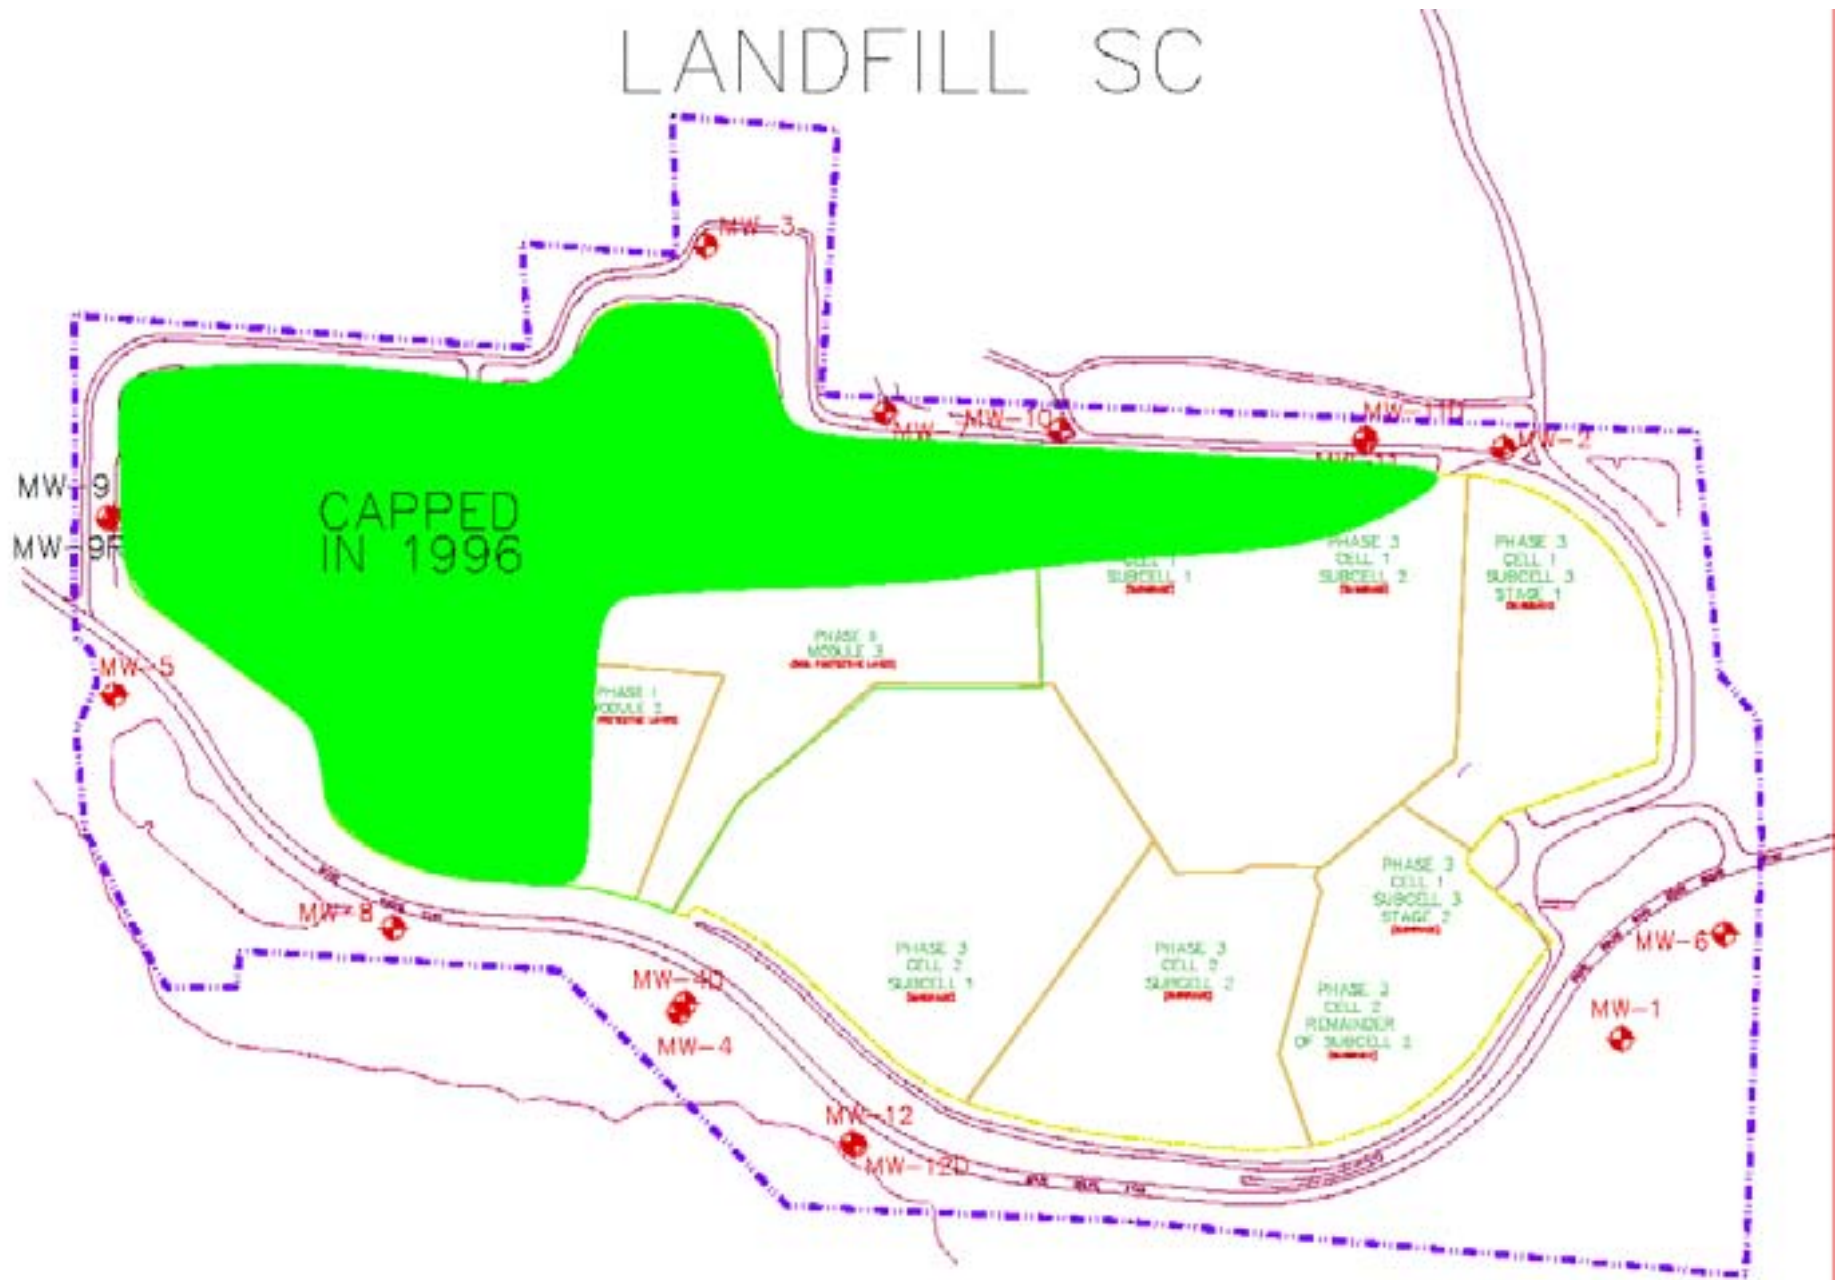 LANDFILL SC
MW-3
MW-10
MW-11D
MW-2
MW-9
CAPPED
IN 1996
CELL 1
SUBCELL 1
PHASE 3
CELL 1
SUBCELL 2
PHASE 3
CELL 1
SUBCELL 3
STAGE 1
MW-5
MODULE 3
PHASE 1
PHASE 3
CELL 1
SUBCELL 3
STAGE 2
MW-8
MW-6
PHASE 3
CELL 2
SUBCELL 1
PHASE 3
CELL 2
SUBCELL 2
MW-4D
MW-4
PHASE 3
CELL 2
REMAINDER
OF SUBCELL 2
MW-1
MW-12
MW-12D